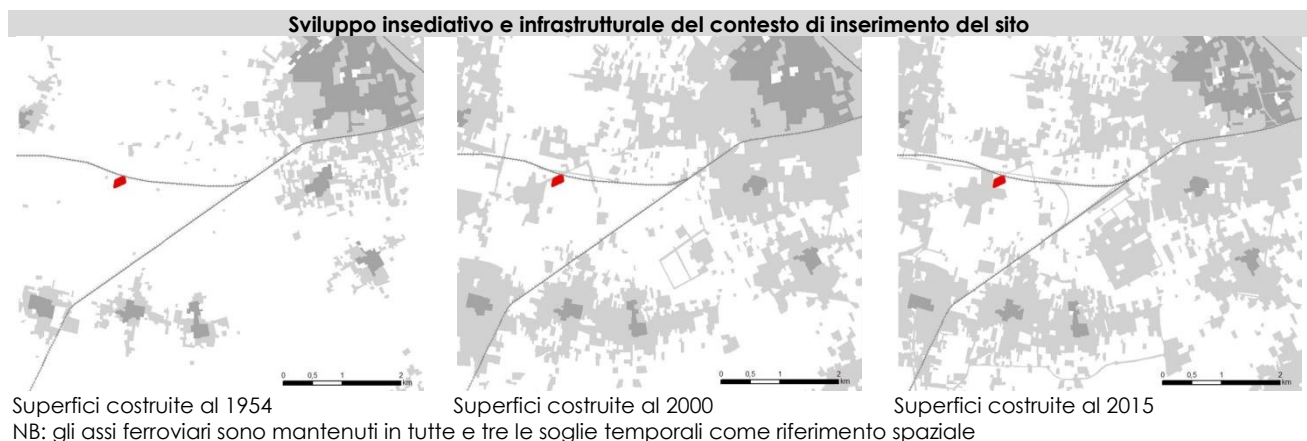 Sviluppo insediativo e infrastrutturale del contesto di inserimento del sito
0 0,5 1 2
km
0 0,5 1 2
km
0 0,5 1 2
km
Superfici costruite al 1954 Superfici costruite al 2000 Superfici costruite al 2015
NB: gli assi ferroviari sono mantenuti in tutte e tre le soglie temporali come riferimento spaziale